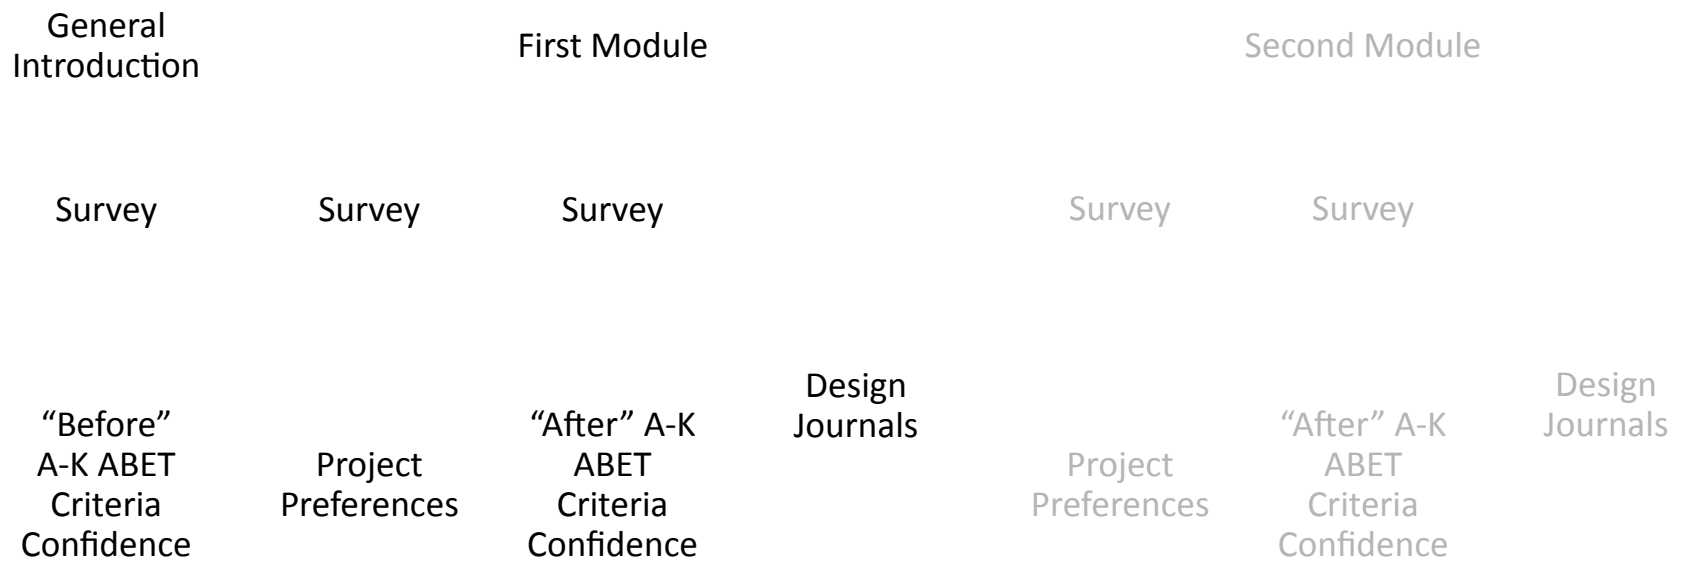 General
Introduction
First Module
Second Module
Survey
Survey
Survey
Survey
Survey
“Before”
A-K ABET
Criteria
Confidence
Project
Preferences
“After” A-K
ABET
Criteria
Confidence
Design
Journals
Project
Preferences
“After” A-K
ABET
Criteria
Confidence
Design
Journals